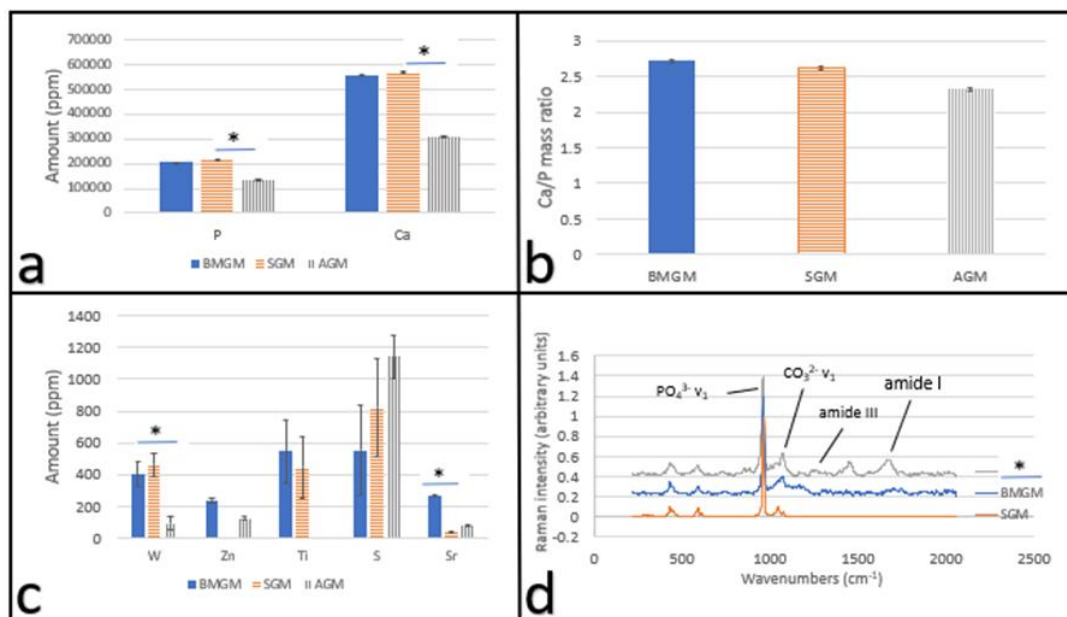 700000
600000
500000
400000
300000
200000
100000
0
Amount (ppm)
*
*
P Ca
BMGM SGM AGM
a
3
2.5
2
1.5
1
0.5
0
Ca/P mass ratio
BMGM SGM AGM
b
1400
1200
1000
800
600
400
200
0
Amount (ppm)
*
*
W Zn Ti S Sr
BMGM SGM AGM
c
1.6
1.4
1.2
1
0.8
0.6
0.4
0.2
0
-0.2
Raman intensity (arbitrary units)
PO₄³⁻ v₁
CO₃²⁻ v₁
amide III
amide I
*
BMGM
SGM
0 500 1000 1500 2000 2500
Wavenumbers (cm⁻¹)
d